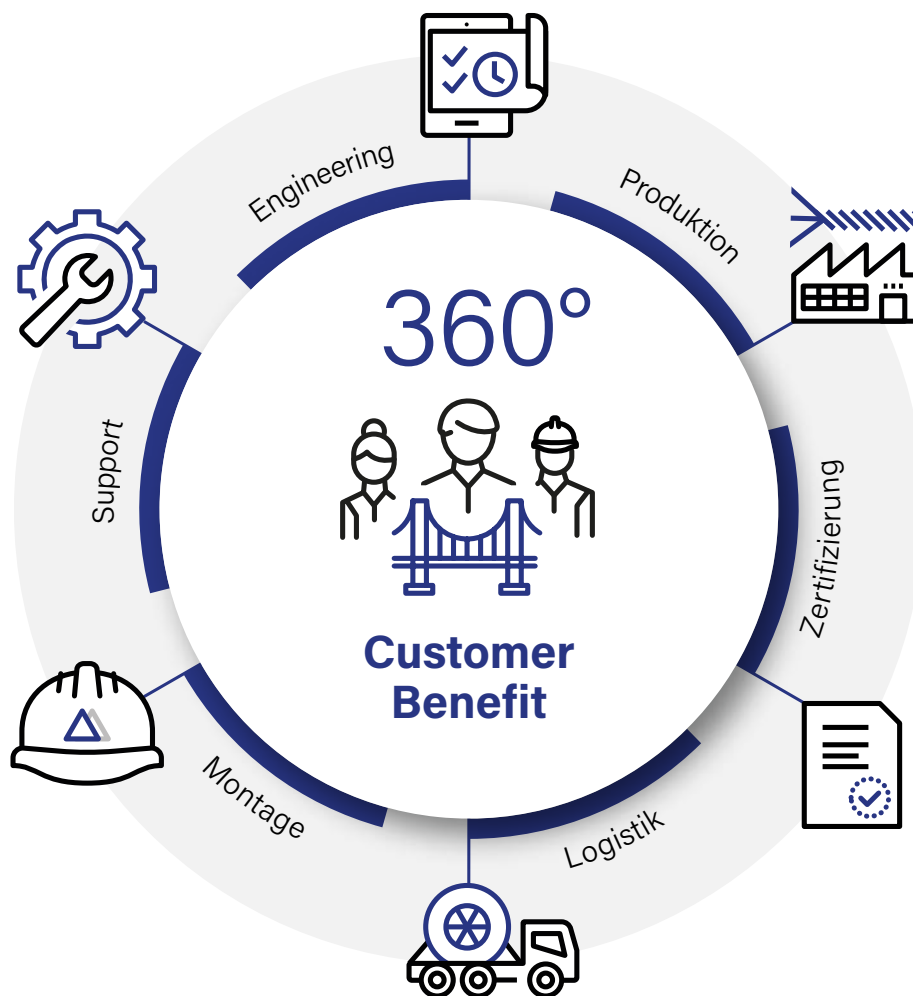 Engineering
Produktion
Zertifizierung
Logistik
Montage
Support
360°
Customer
Benefit